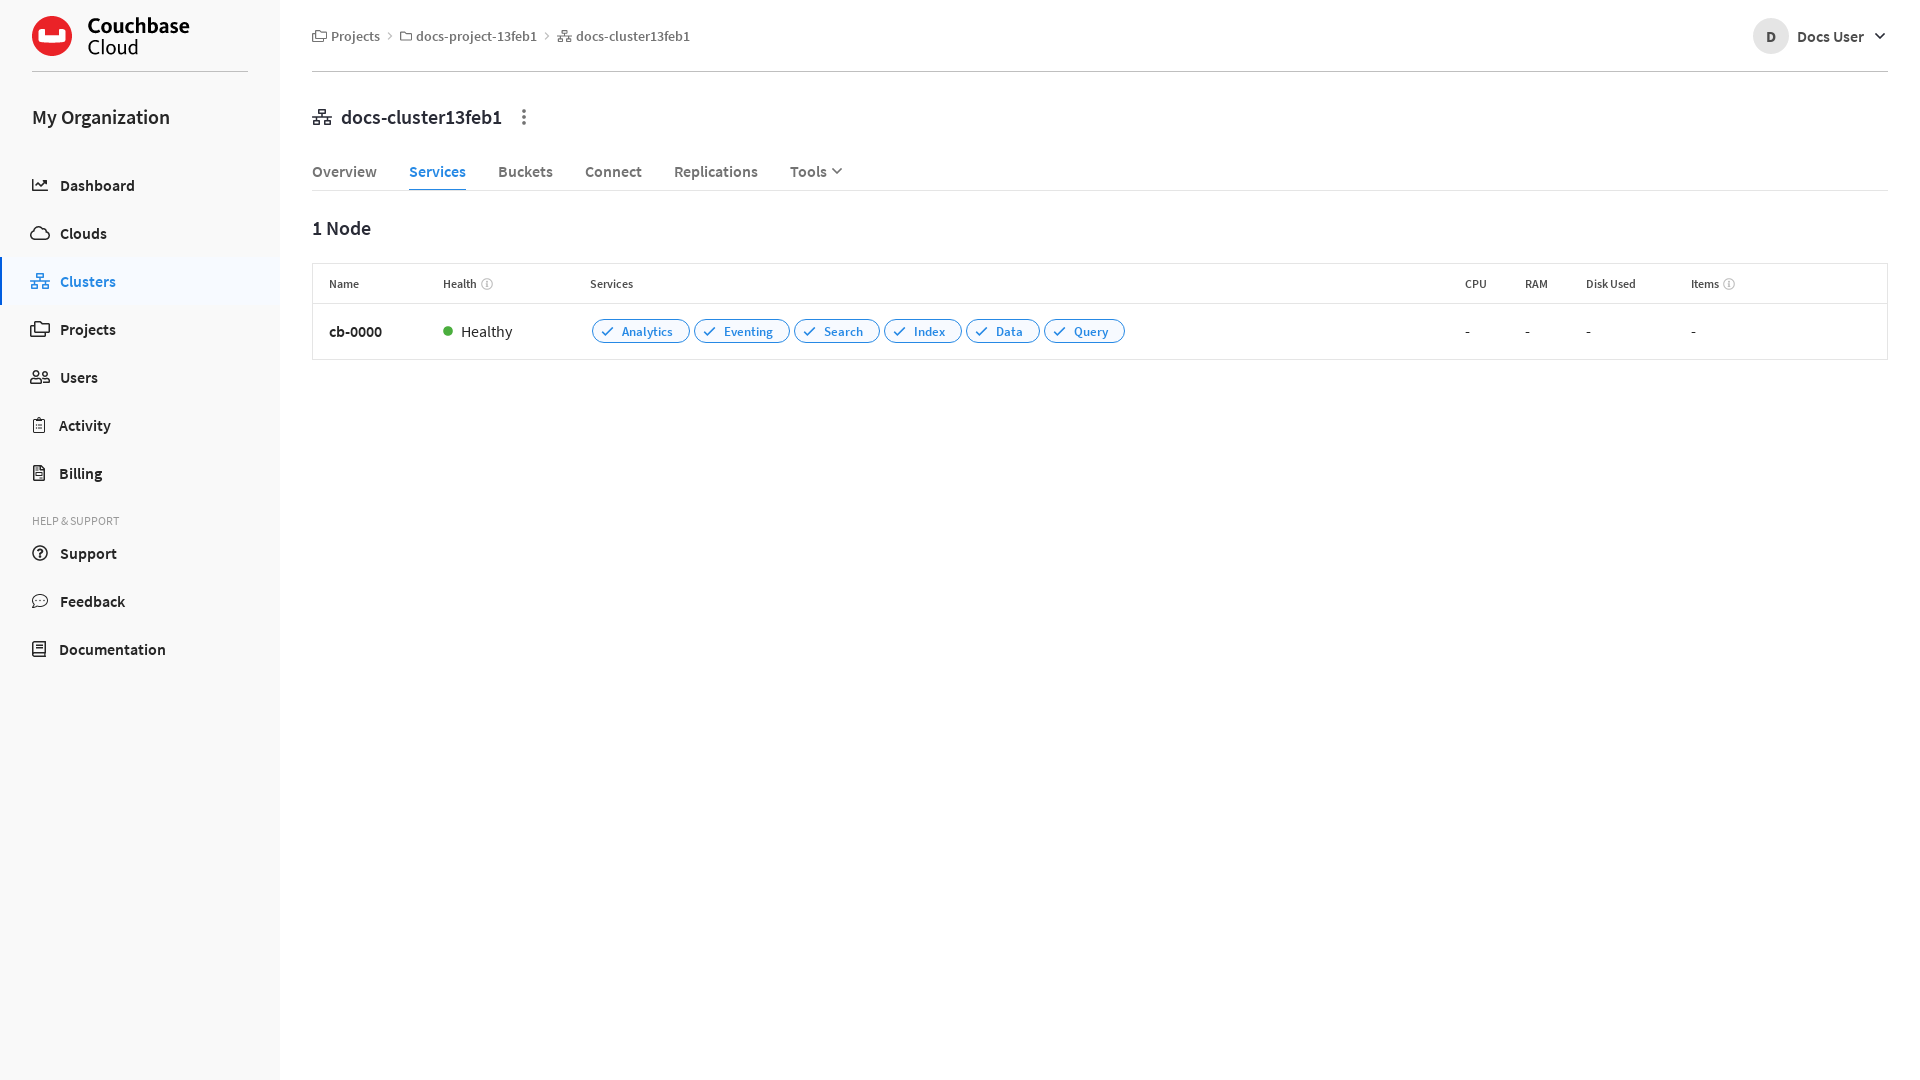 Couchbase
Cloud
Projects
docs-project-13feb1
docs-cluster13feb1
D
Docs User
My Organization
docs-cluster13feb1
Overview
Services
Buckets
Connect
Replications
Tools
Dashboard
Clouds
Clusters
Projects
Users
Activity
Billing
HELP & SUPPORT
Support
Feedback
Documentation
1 Node
Name Health Services CPU RAM Disk Used Items
cb-0000 Healthy Analytics Eventing Search Index Data Query - - - -